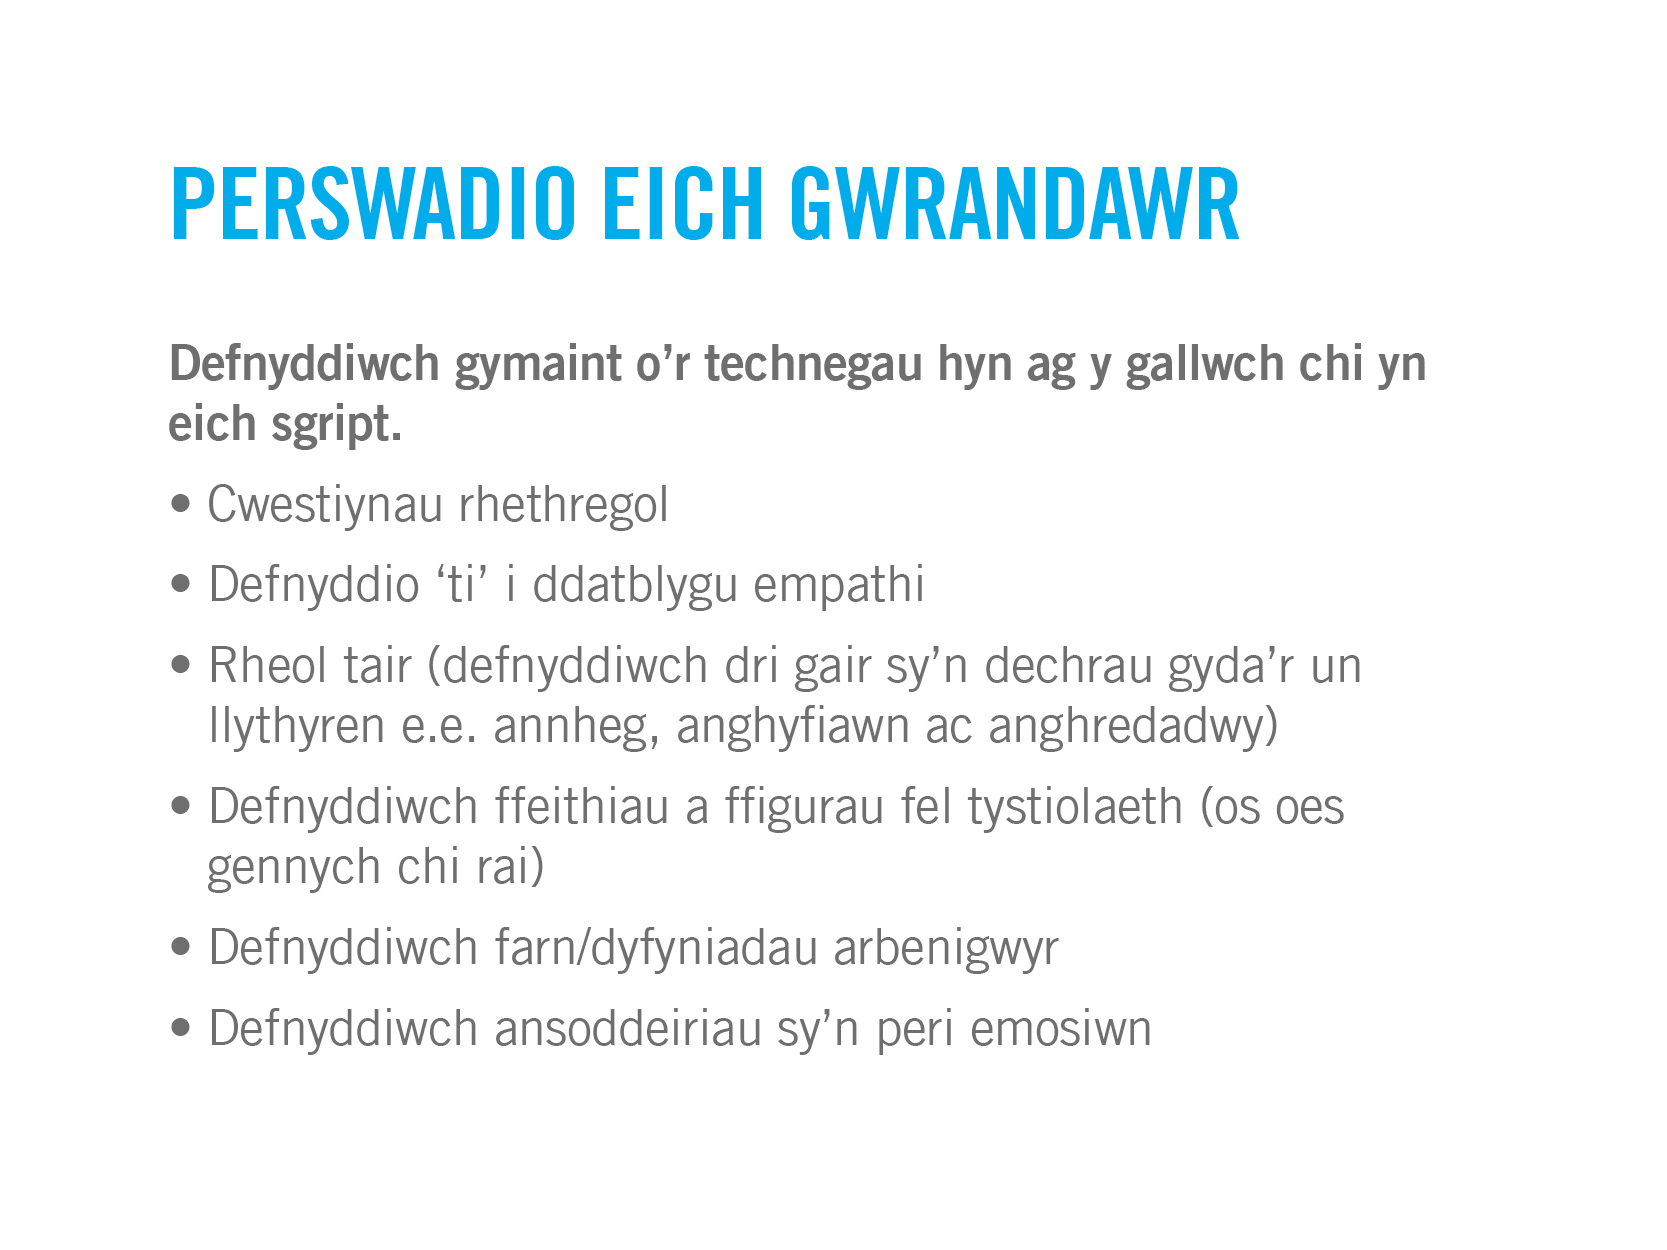 PERSWADIO EICH GWRANDAWR
Defnyddiwch gymaint o’r technegau hyn ag y gallwch chi yn
eich sgript.
• Cwestiynau rhethregol
• Defnyddio ‘ti’ i ddatblygu empathi
• Rheol tair (defnyddiwch dri gair sy’n dechrau gyda’r un
llythyren e.e. annheg, anghyfiawn ac anghredadwy)
• Defnyddiwch ffeithiau a ffigurau fel tystiolaeth (os oes
gennych chi rai)
• Defnyddiwch farn/dyfyniadau arbenigwyr
• Defnyddiwch ansoddeiriau sy’n peri emosiwn